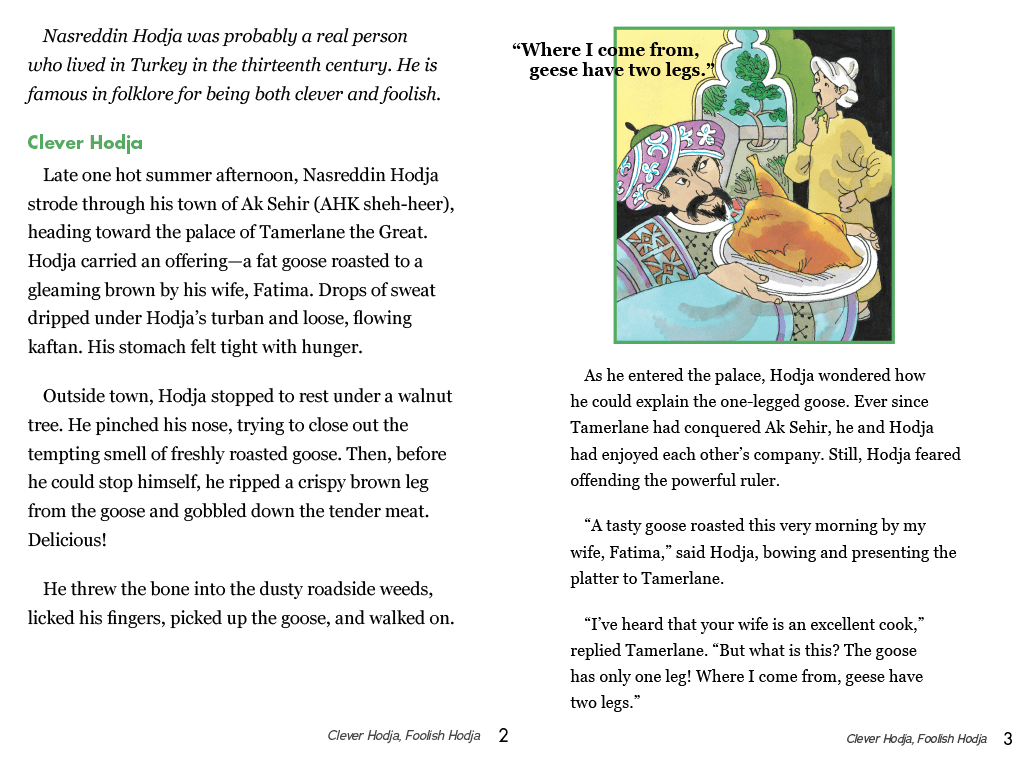 Nasreddin Hodja was probably a real person
who lived in Turkey in the thirteenth century. He is
famous in folklore for being both clever and foolish.
Clever Hodja
Late one hot summer afternoon, Nasreddin Hodja
strode through his town of Ak Sehir (AHK sheh-heer),
heading toward the palace of Tamerlane the Great.
Hodja carried an offering—a fat goose roasted to a
gleaming brown by his wife, Fatima. Drops of sweat
dripped under Hodja’s turban and loose, flowing
kaftan. His stomach felt tight with hunger.
Outside town, Hodja stopped to rest under a walnut
tree. He pinched his nose, trying to close out the
tempting smell of freshly roasted goose. Then, before
he could stop himself, he ripped a crispy brown leg
from the goose and gobbled down the tender meat.
Delicious!
He threw the bone into the dusty roadside weeds,
licked his fingers, picked up the goose, and walked on.
Clever Hodja, Foolish Hodja 2
“Where I come from,
geese have two legs.”
As he entered the palace, Hodja wondered how
he could explain the one-legged goose. Ever since
Tamerlane had conquered Ak Sehir, he and Hodja
had enjoyed each other’s company. Still, Hodja feared
offending the powerful ruler.
“A tasty goose roasted this very morning by my
wife, Fatima,” said Hodja, bowing and presenting the
platter to Tamerlane.
“I’ve heard that your wife is an excellent cook,”
replied Tamerlane. “But what is this? The goose
has only one leg! Where I come from, geese have
two legs.”
Clever Hodja, Foolish Hodja 3